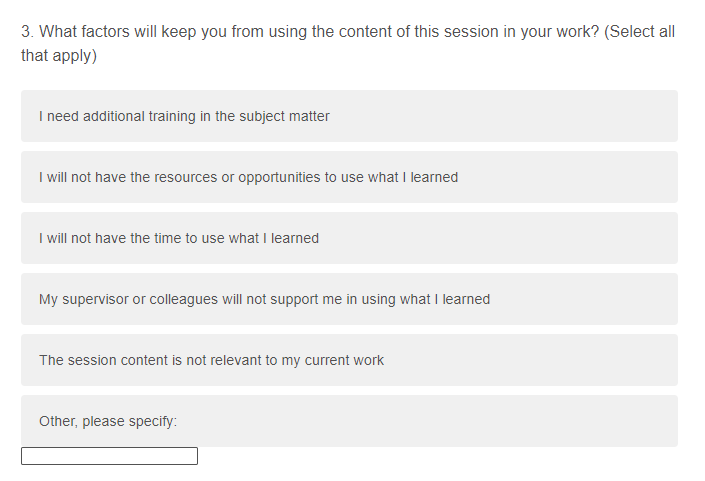 3. What factors will keep you from using the content of this session in your work? (Select all
that apply)
I need additional training in the subject matter
I will not have the resources or opportunities to use what I learned
I will not have the time to use what I learned
My supervisor or colleagues will not support me in using what I learned
The session content is not relevant to my current work
Other, please specify: